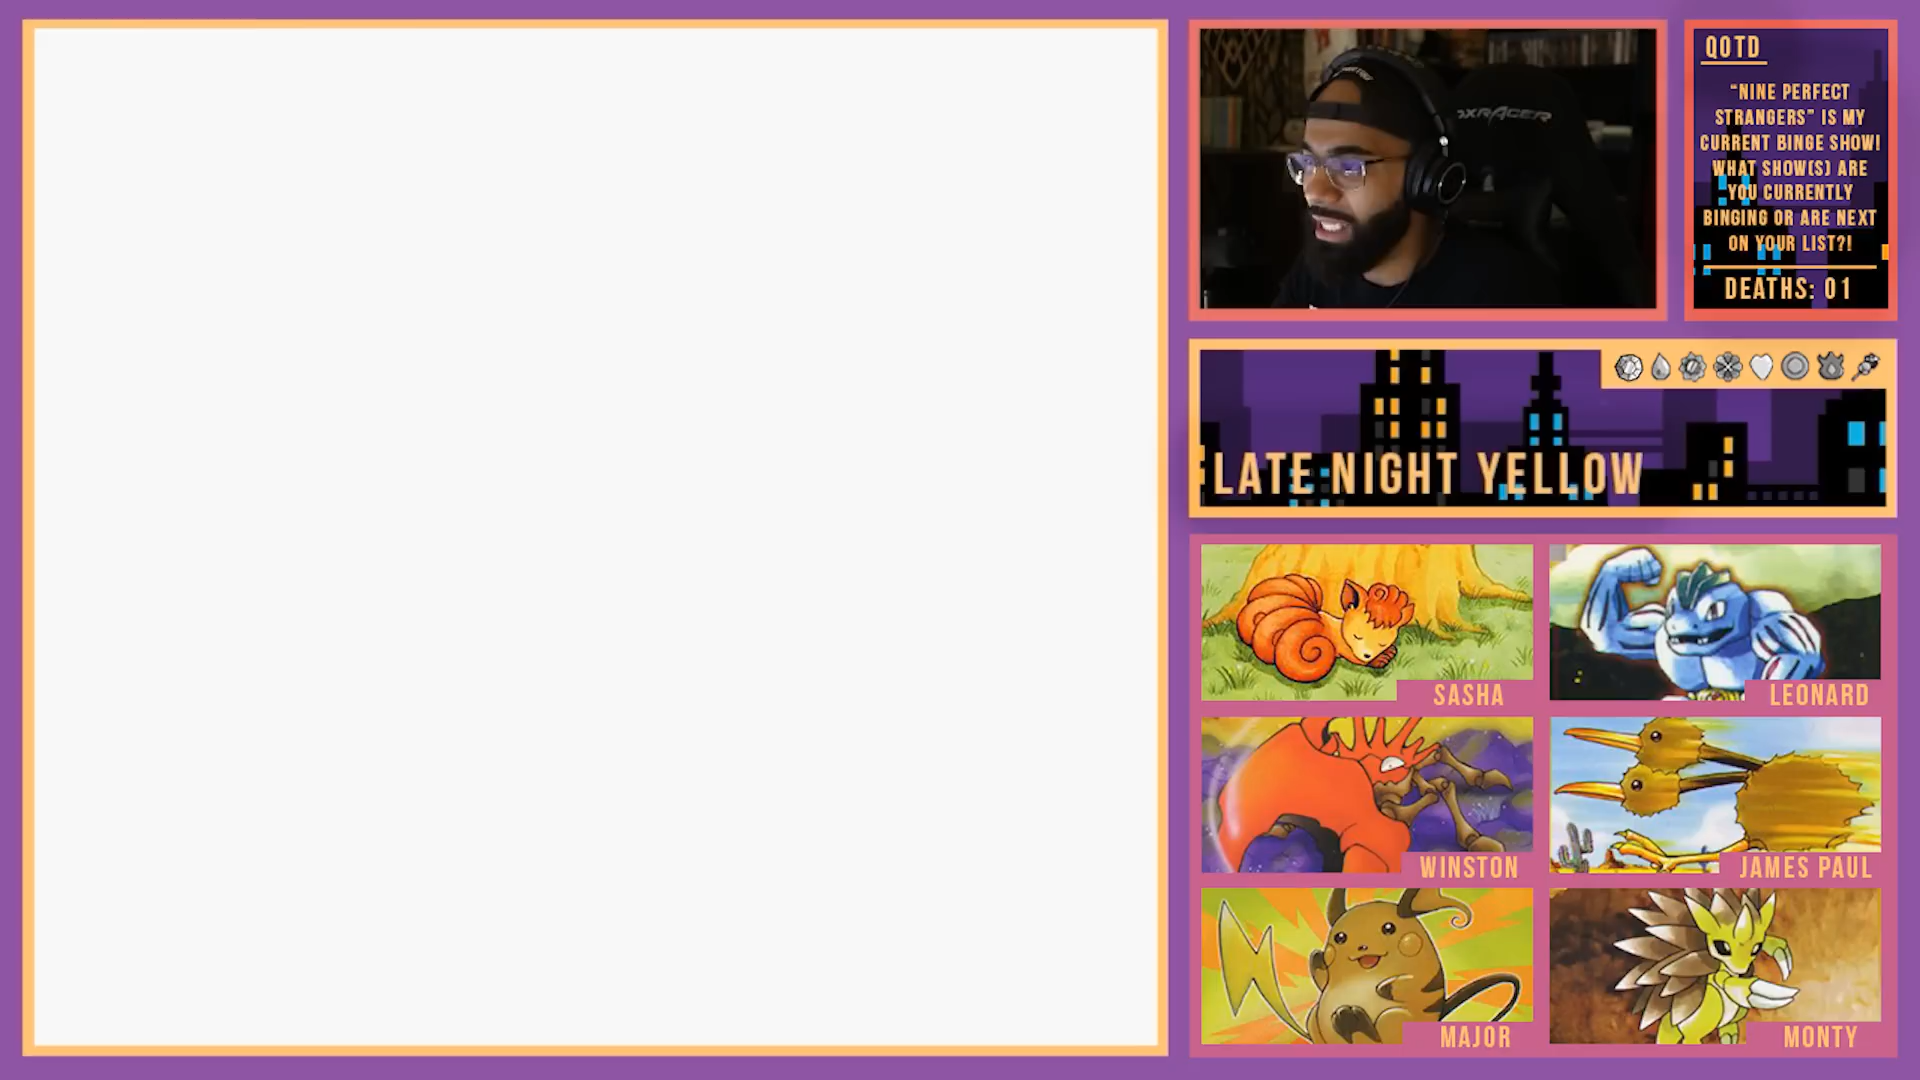 QOTD
“NINE PERFECT
STRANGERS” IS MY
CURRENT BINGE SHOW!
WHAT SHOW(S) ARE
YOU CURRENTLY
BINGING OR ARE NEXT
ON YOUR LIST?!
DEATHS: 01
DXRACER
LATE NIGHT YELLOW
SASHA
LEONARD
WINSTON
JAMES PAUL
MAJOR
MONTY